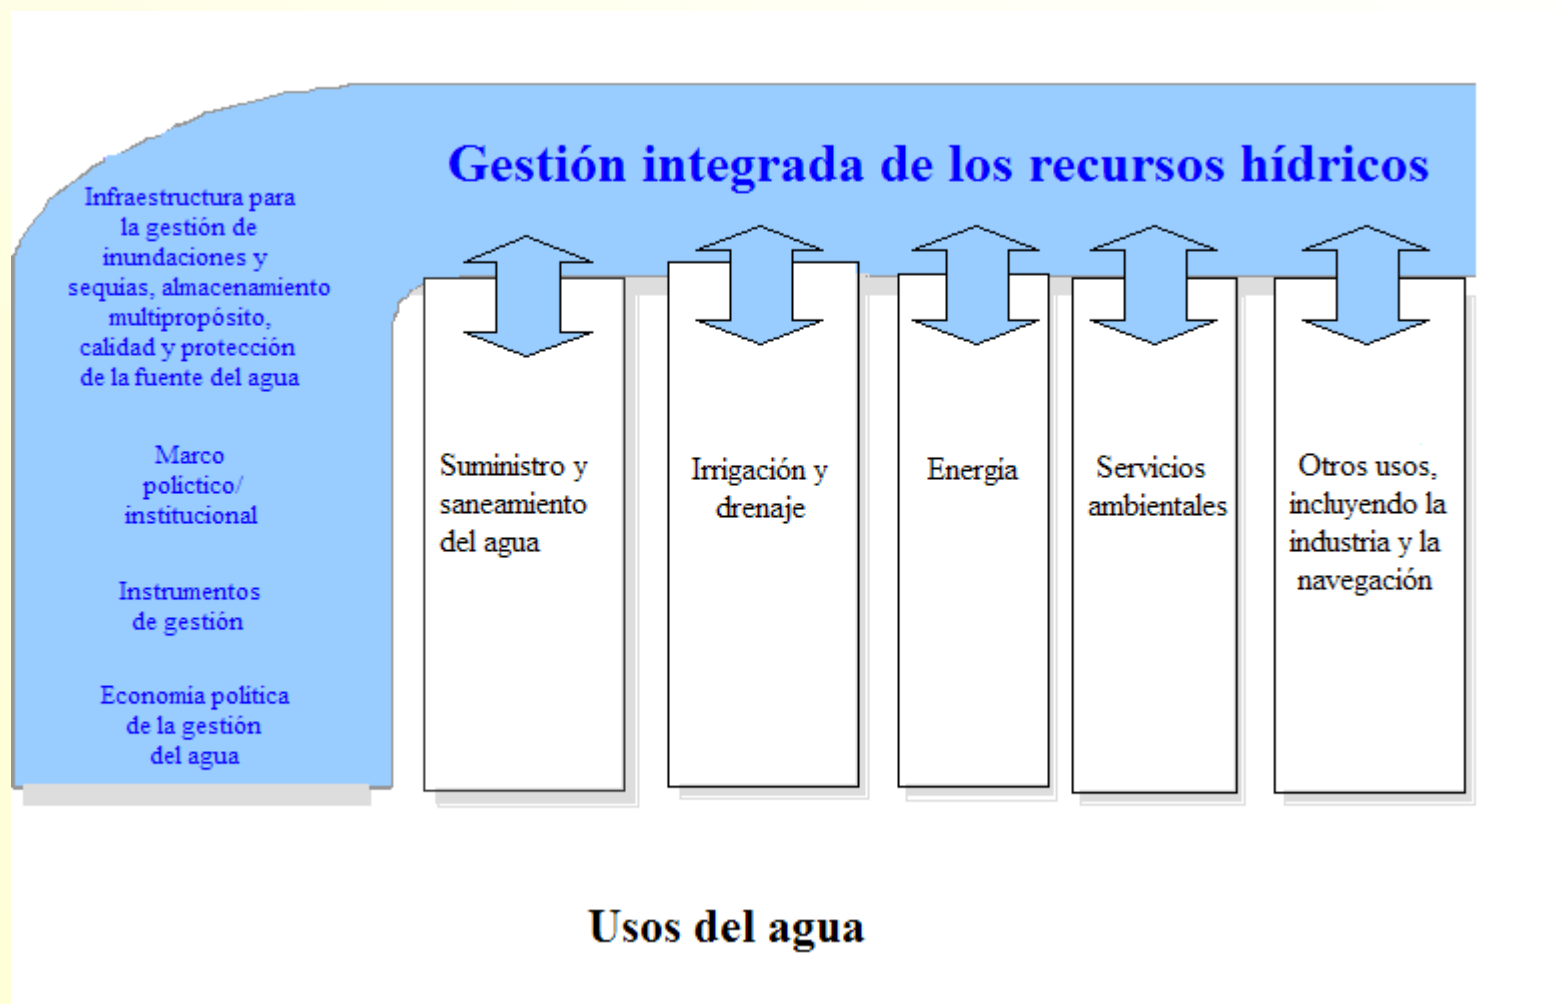 Gestión integrada de los recursos hídricos
Infraestructura para
la gestión de
inundaciones y
sequias, almacenamiento
multipropósito,
calidad y protección
de la fuente del agua
Marco
políctico/
institucional
Instrumentos
de gestión
Economía política
de la gestión
del agua
Suministro y
saneamiento
del agua
Irrigación y
drenaje
Energía
Servicios
ambientales
Otros usos,
incluyendo la
industria y la
navegación
Usos del agua